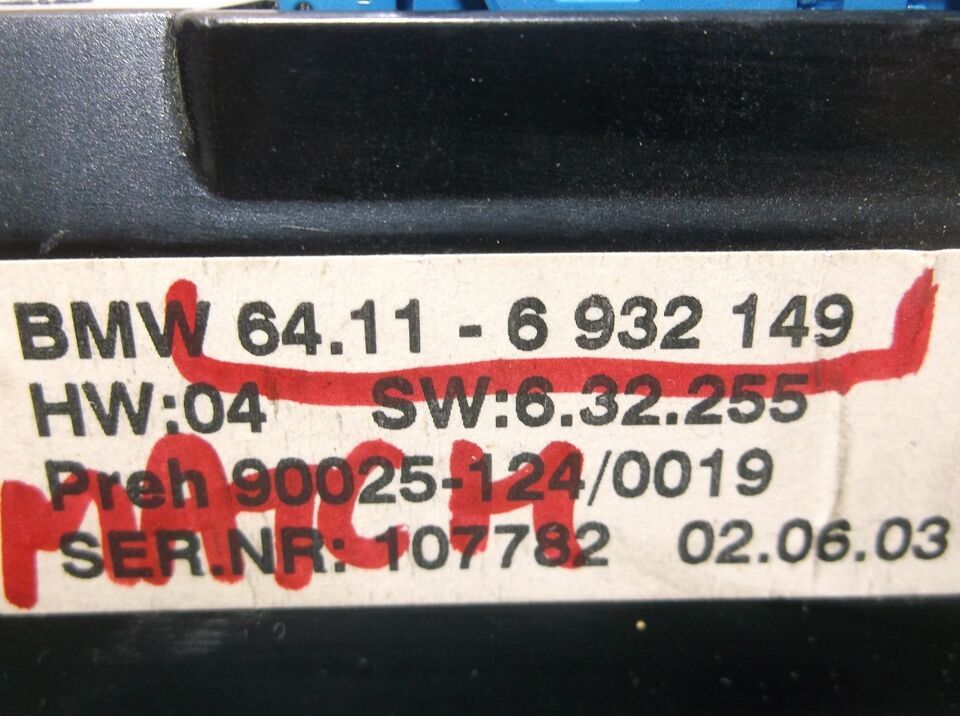 BMW 64.11 - 6 932 149
HW:04 SW:6.32.255
Preh 90025-124/0019
MATCH
SER.NR: 107782 02.06.03